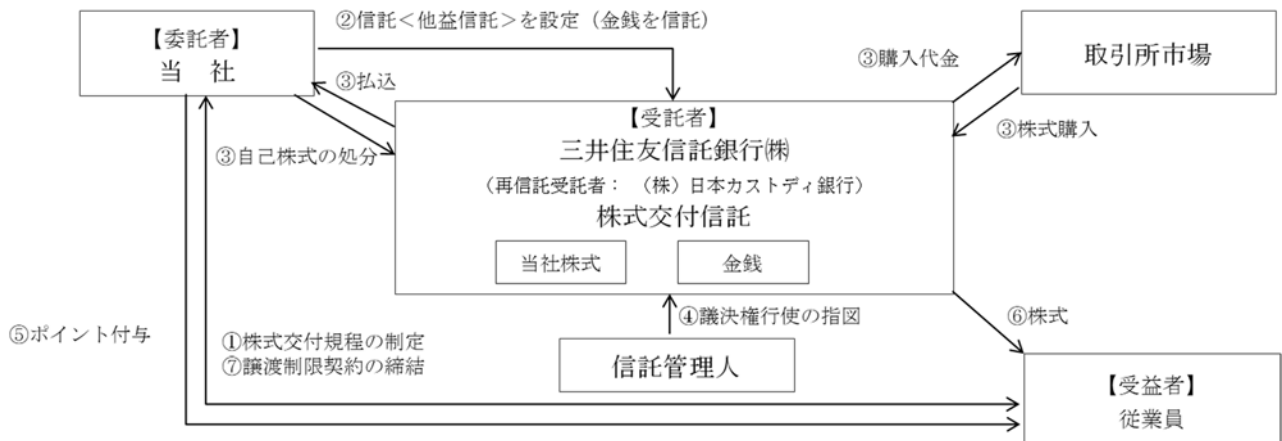 ②信託＜他益信託＞を設定（金銭を信託）
【委託者】
当　社
③払込
③自己株式の処分
③購入代金
取引所市場
③株式購入
【受託者】
三井住友信託銀行㈱
（再信託受託者：　（株）日本カストディ銀行）
株式交付信託
当社株式
金銭
④議決権行使の指図
⑥株式
⑤ポイント付与
①株式交付規程の制定
⑦譲渡制限契約の締結
信託管理人
【受益者】
従業員